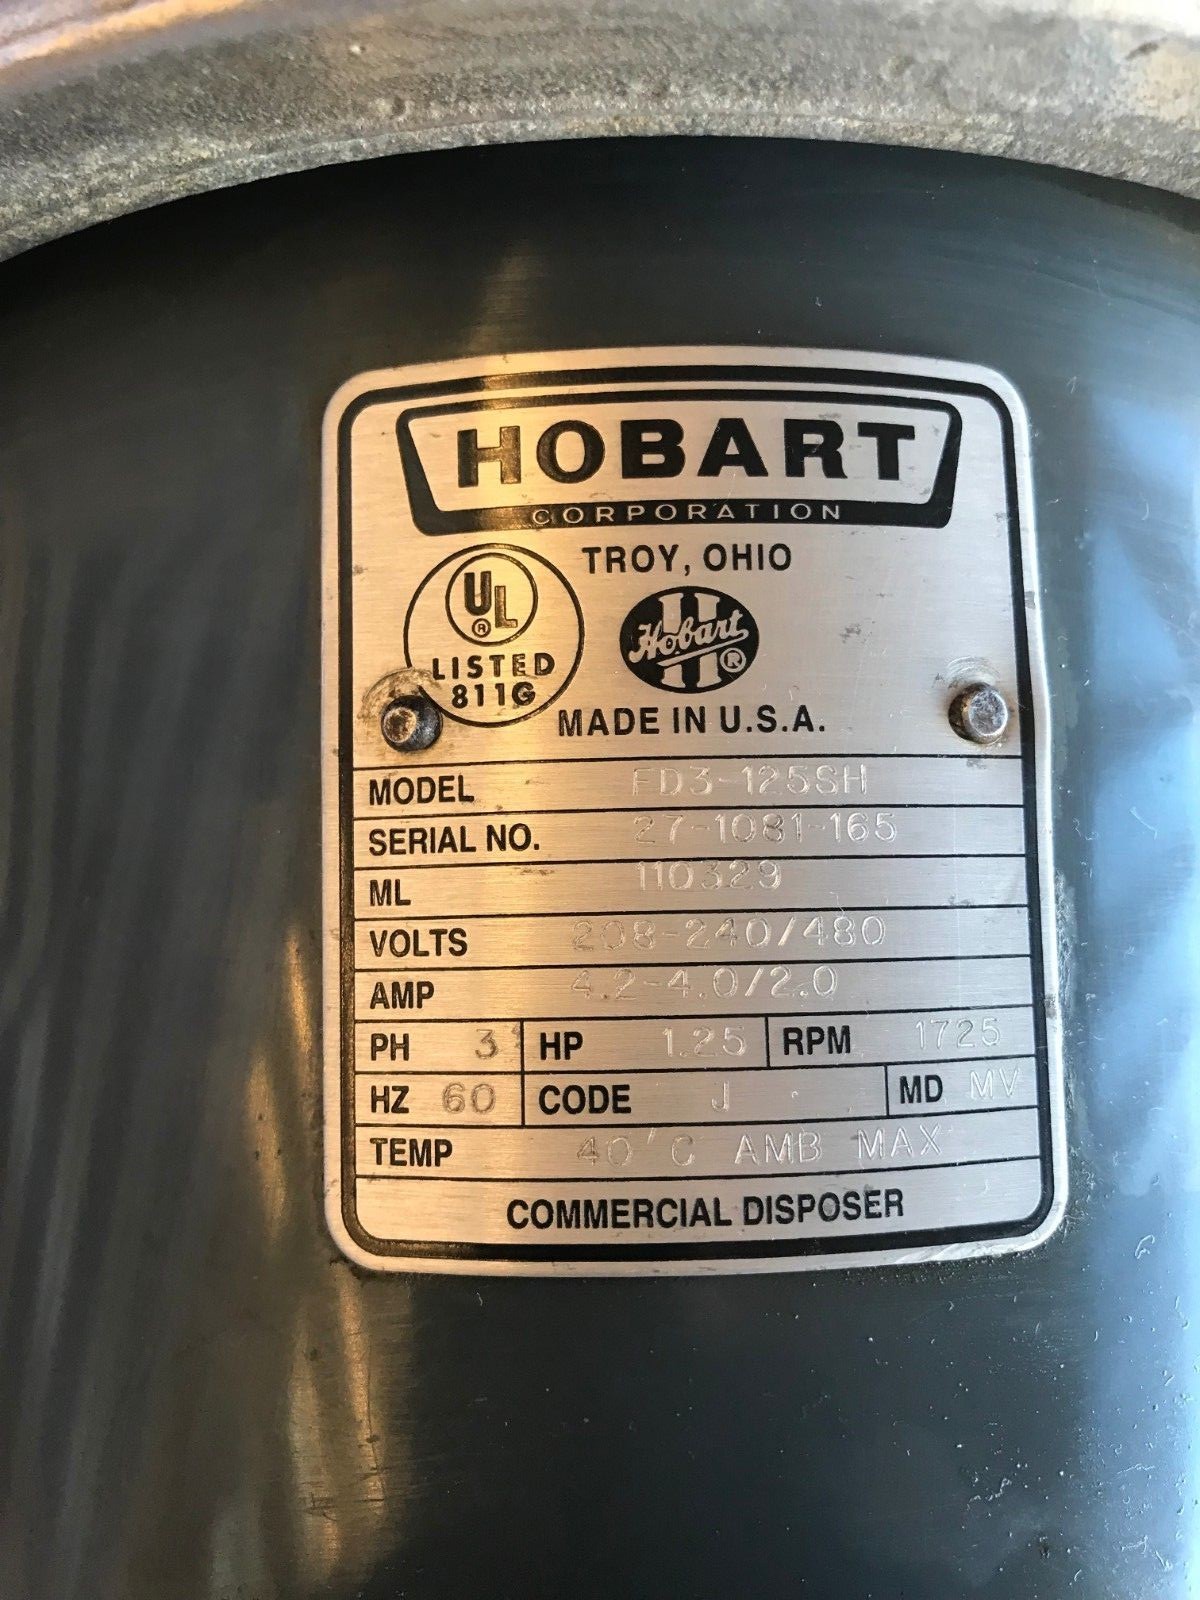 HOBART
CORPORATION
TROY, OHIO
UL®
LISTED
811G
Hobart ®
MADE IN U.S.A.
MODEL FD3-125SH
SERIAL NO. 27-1081-165
ML 110329
VOLTS 208-240/480
AMP 4.2-4.0/2.0
PH 3 HP 1.25 RPM 1725
HZ 60 CODE J MD MV
TEMP 40°C AMB MAX
COMMERCIAL DISPOSER